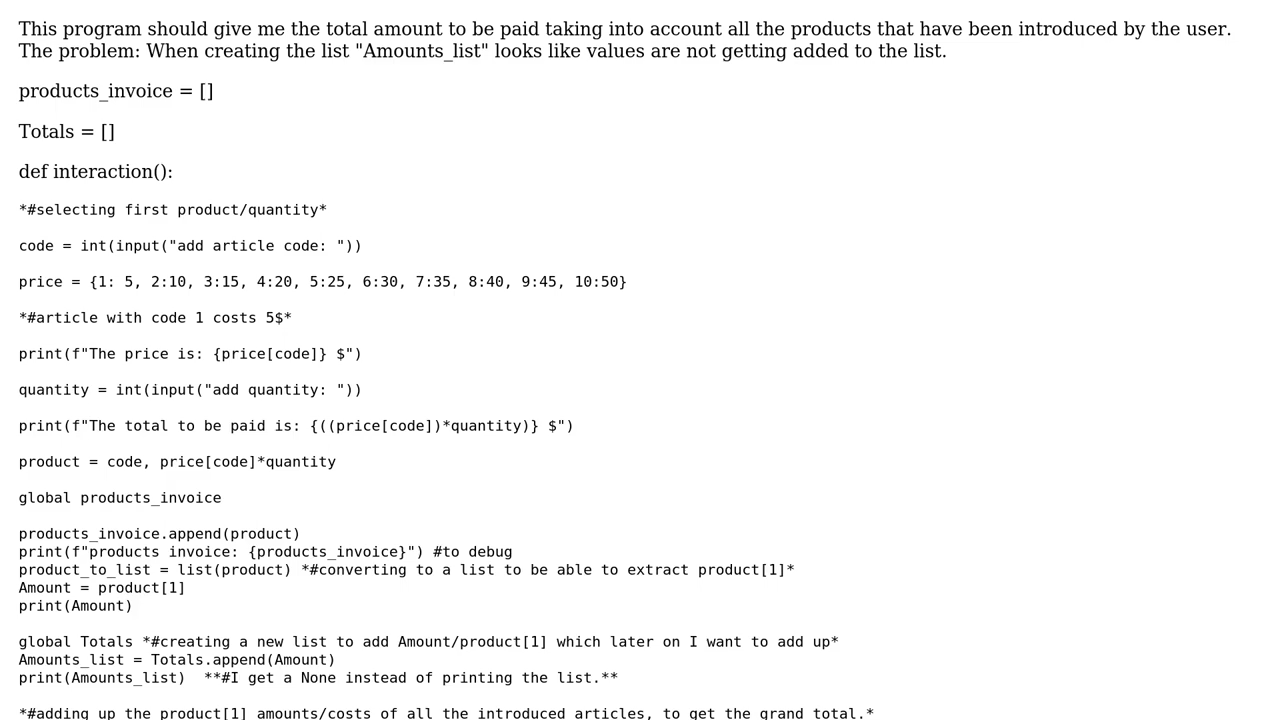 This program should give me the total amount to be paid taking into account all the products that have been introduced by the user.
The problem: When creating the list "Amounts_list" looks like values are not getting added to the list.
products_invoice = []
Totals = []
def interaction():
*#selecting first product/quantity*
code = int(input("add article code: "))
price = {1: 5, 2:10, 3:15, 4:20, 5:25, 6:30, 7:35, 8:40, 9:45, 10:50}
*#article with code 1 costs 5$*
print(f"The price is: {price[code]} $")
quantity = int(input("add quantity: "))
print(f"The total to be paid is: {((price[code])*quantity)} $")
product = code, price[code]*quantity
global products_invoice
products_invoice.append(product)
print(f"products invoice: {products_invoice}") #to debug
product_to_list = list(product) *#converting to a list to be able to extract product[1]*
Amount = product[1]
print(Amount)
global Totals *#creating a new list to add Amount/product[1] which later on I want to add up*
Amounts_list = Totals.append(Amount)
print(Amounts_list)  **#I get a None instead of printing the list.**
*#adding up the product[1] amounts/costs of all the introduced articles, to get the grand total.*